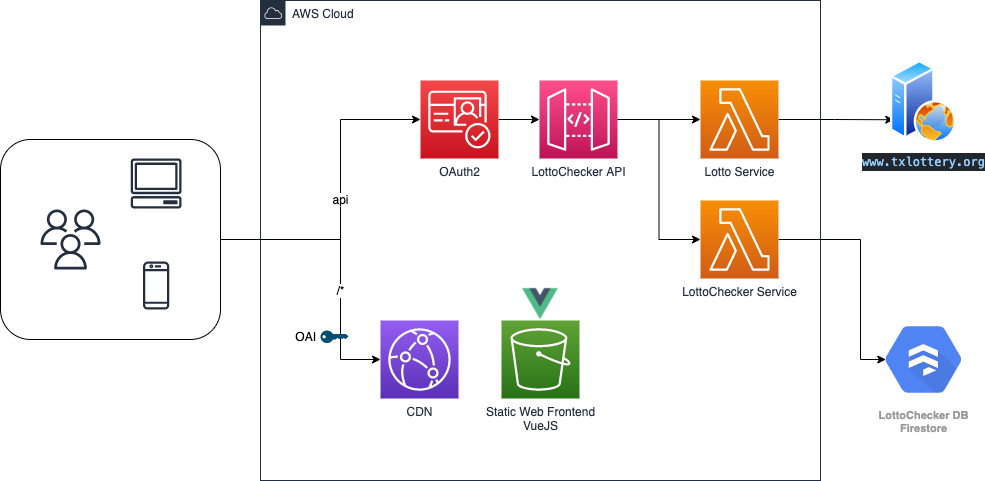 AWS Cloud
OAuth2
LottoChecker API
Lotto Service
www.txlottery.org
api
LottoChecker Service
/*
OAI
CDN
Static Web Frontend
VueJS
LottoChecker DB
Firestore